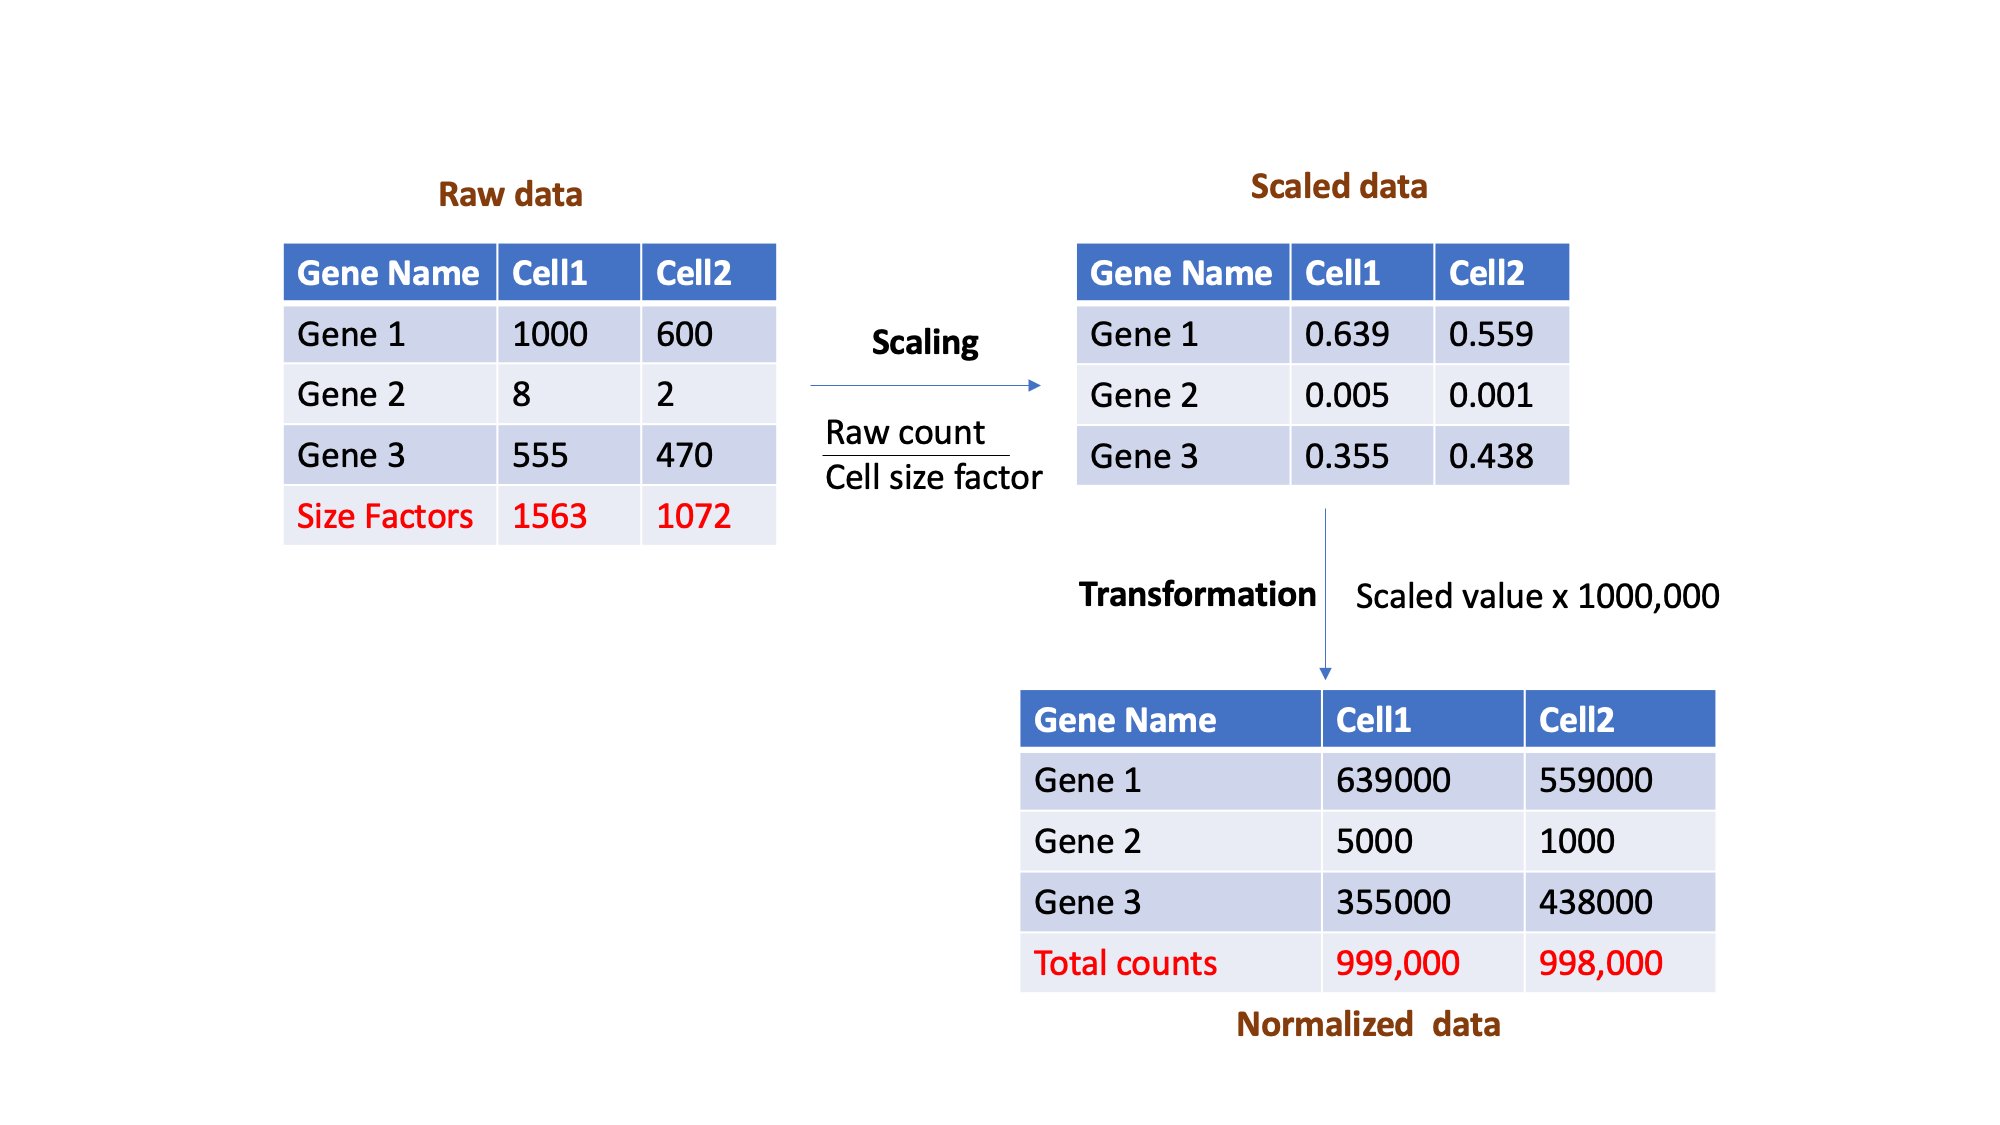 Raw data
Gene Name Cell1 Cell2
Gene 1 1000 600
Gene 2 8 2
Gene 3 555 470
Size Factors 1563 1072
Scaling
Raw count
Cell size factor
Scaled data
Gene Name Cell1 Cell2
Gene 1 0.639 0.559
Gene 2 0.005 0.001
Gene 3 0.355 0.438
Transformation
Scaled value x 1000,000
Gene Name Cell1 Cell2
Gene 1 639000 559000
Gene 2 5000 1000
Gene 3 355000 438000
Total counts 999,000 998,000
Normalized data